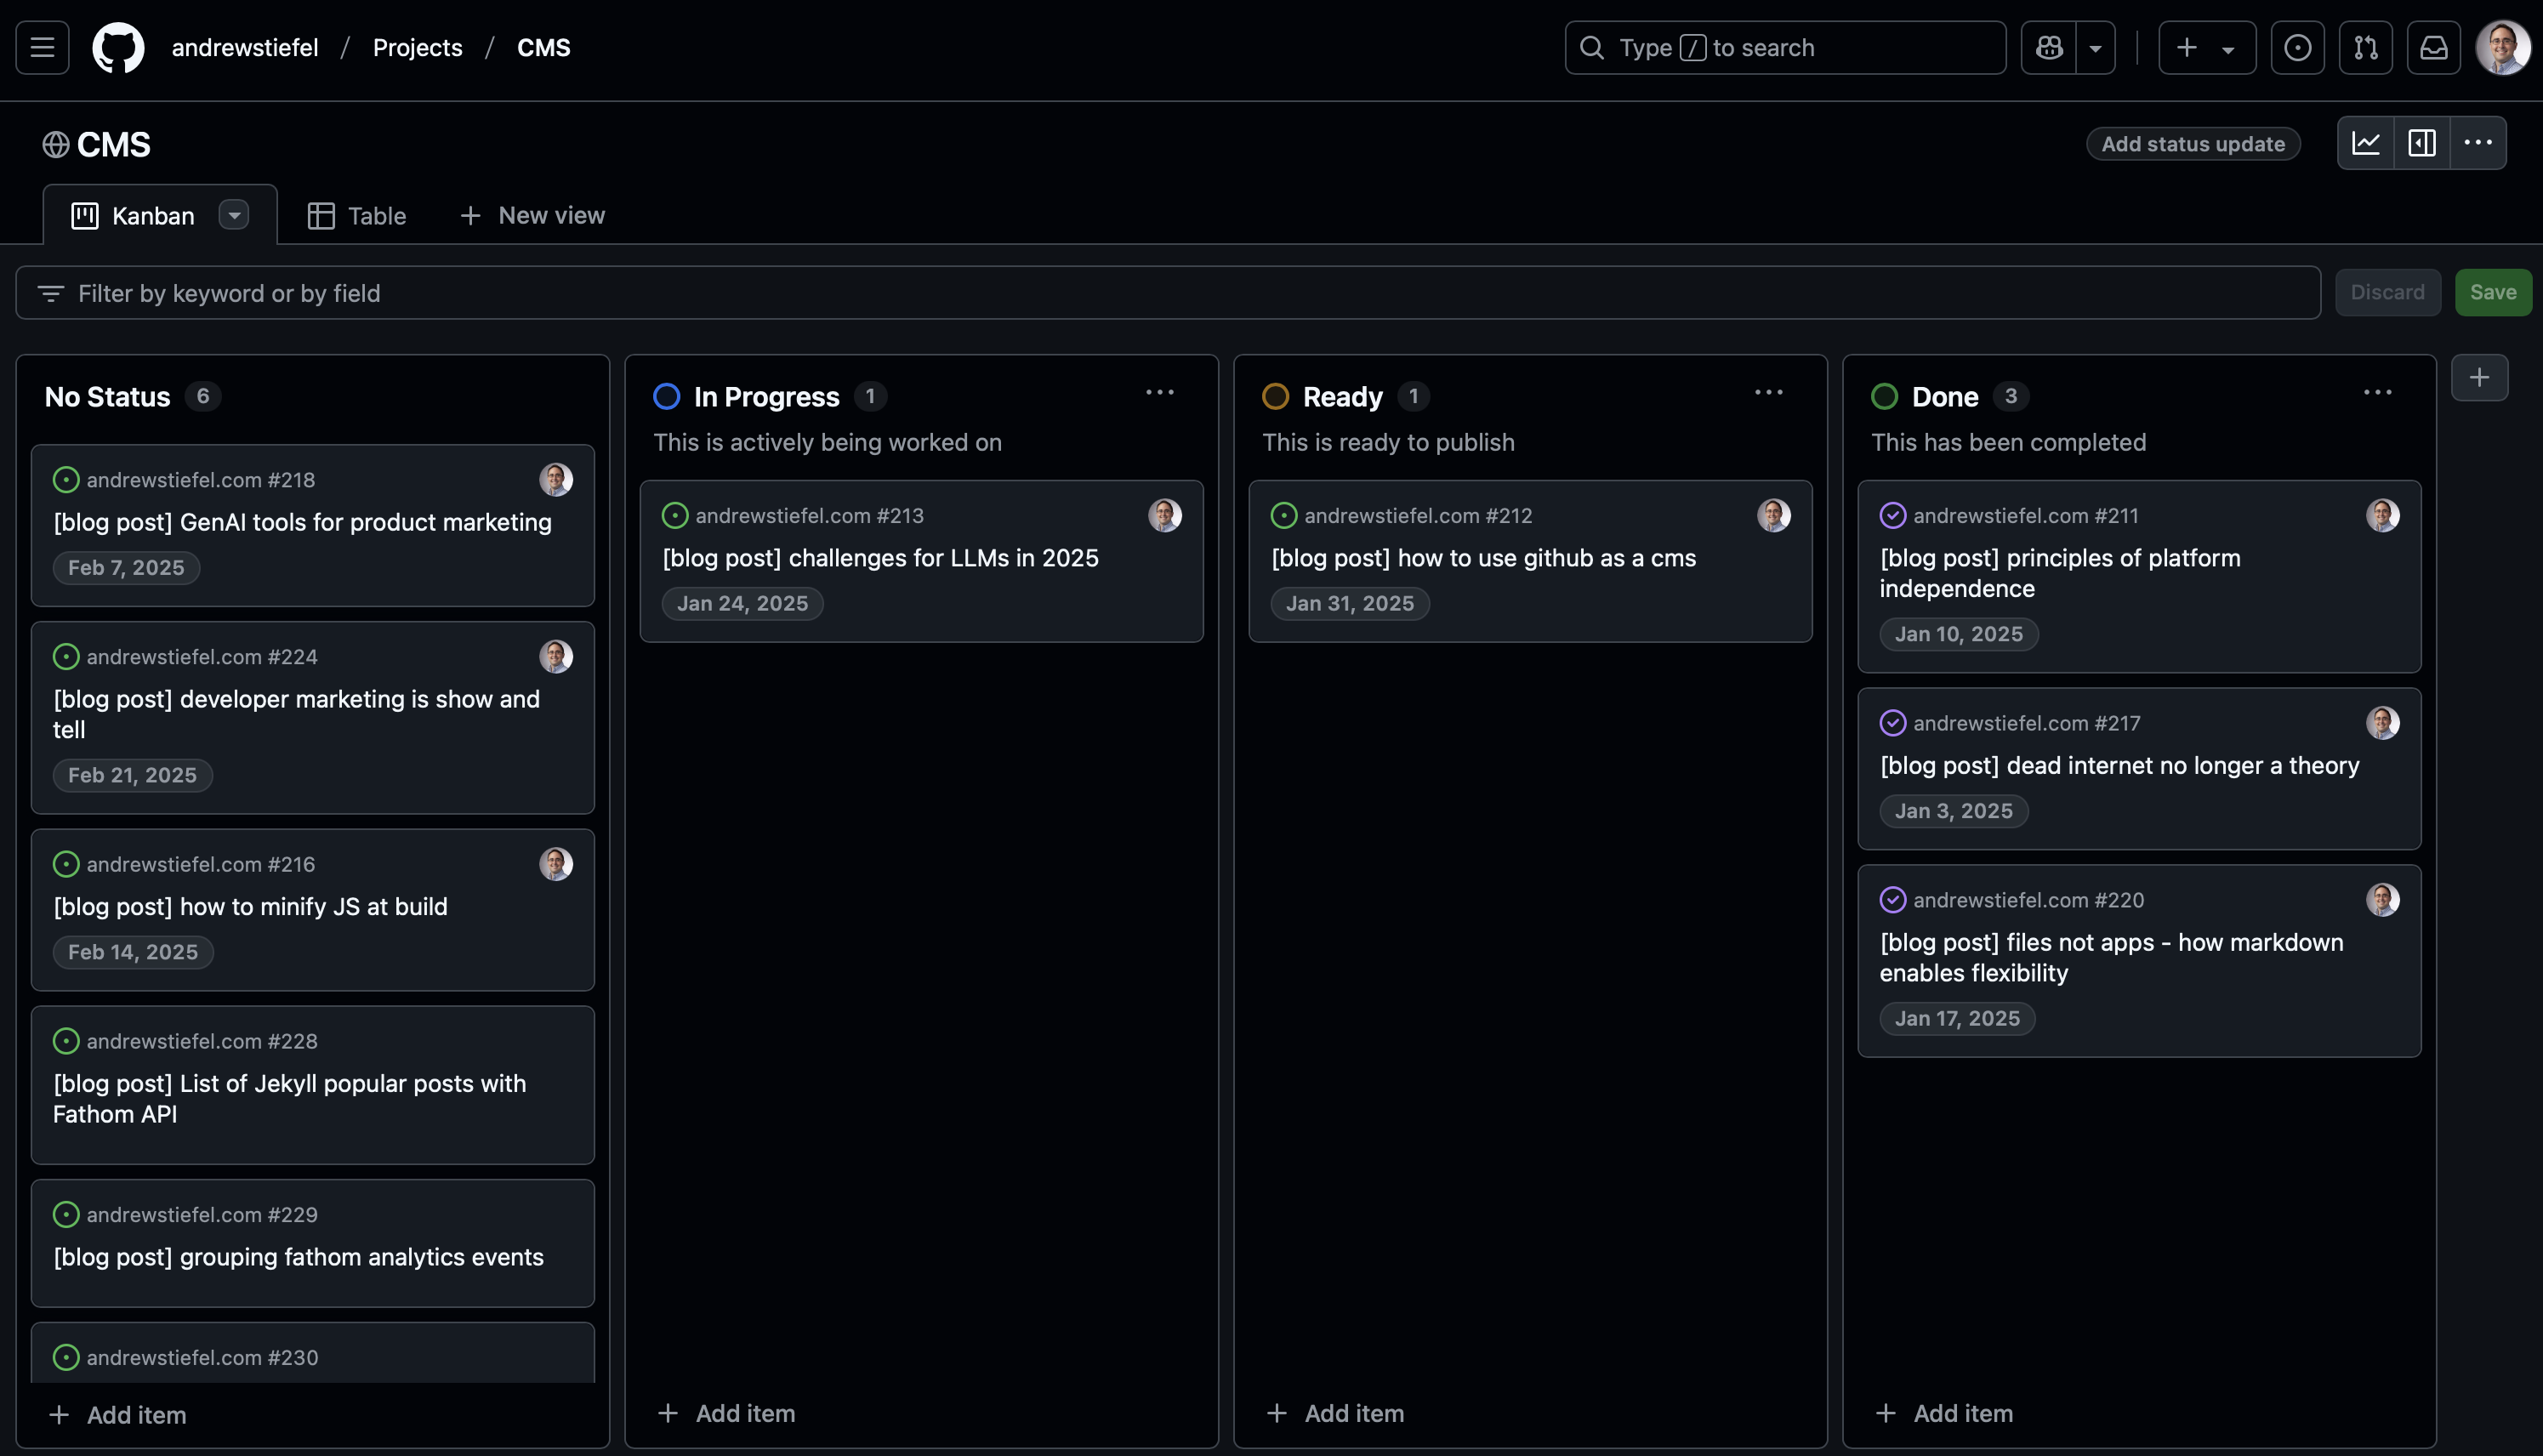 andrewstiefel / Projects / CMS
Type / to search
CMS
Add status update
Kanban
Table
New view
Filter by keyword or by field
Discard
Save
No Status 6
andrewstiefel.com #218
[blog post] GenAI tools for product marketing
Feb 7, 2025
andrewstiefel.com #224
[blog post] developer marketing is show and
tell
Feb 21, 2025
andrewstiefel.com #216
[blog post] how to minify JS at build
Feb 14, 2025
andrewstiefel.com #228
[blog post] List of Jekyll popular posts with
Fathom API
andrewstiefel.com #229
[blog post] grouping fathom analytics events
andrewstiefel.com #230
Add item
In Progress 1
This is actively being worked on
andrewstiefel.com #213
[blog post] challenges for LLMs in 2025
Jan 24, 2025
Add item
Ready 1
This is ready to publish
andrewstiefel.com #212
[blog post] how to use github as a cms
Jan 31, 2025
Add item
Done 3
This has been completed
andrewstiefel.com #211
[blog post] principles of platform
independence
Jan 10, 2025
andrewstiefel.com #217
[blog post] dead internet no longer a theory
Jan 3, 2025
andrewstiefel.com #220
[blog post] files not apps - how markdown
enables flexibility
Jan 17, 2025
Add item